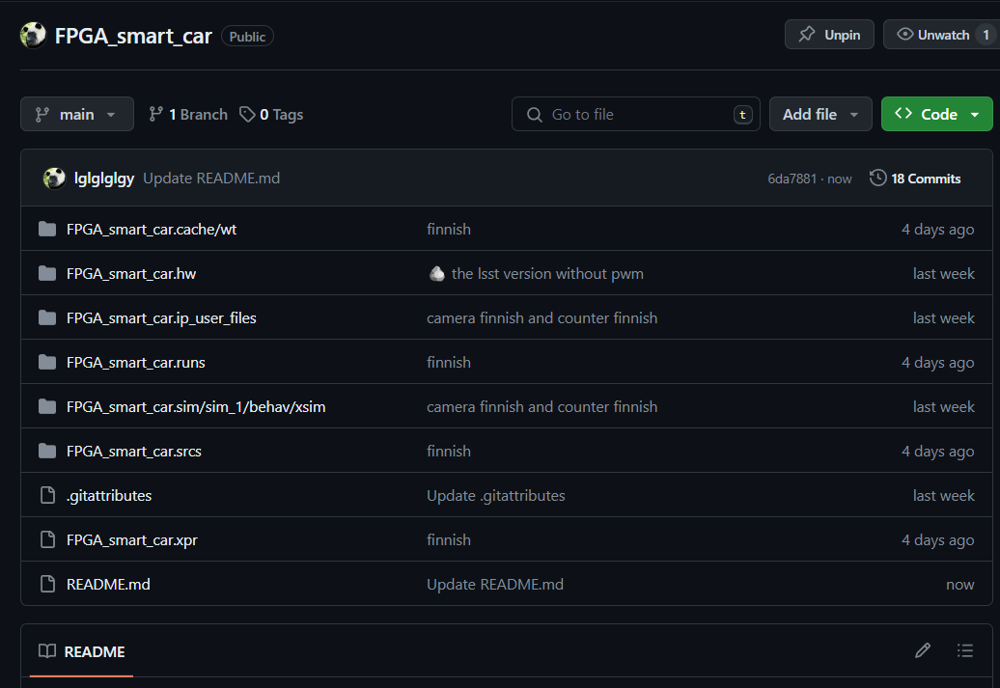 FPGA_smart_car Public Unpin Unwatch 1
main 1 Branch 0 Tags Go to file t Add file Code
lglglglgy Update README.md 6da7881 · now 18 Commits
FPGA_smart_car.cache/wt finnish 4 days ago
FPGA_smart_car.hw the lsst version without pwm last week
FPGA_smart_car.ip_user_files camera finnish and counter finnish last week
FPGA_smart_car.runs finnish 4 days ago
FPGA_smart_car.sim/sim_1/behav/xsim camera finnish and counter finnish last week
FPGA_smart_car.srcs finnish 4 days ago
.gitattributes Update .gitattributes last week
FPGA_smart_car.xpr finnish 4 days ago
README.md Update README.md now
README